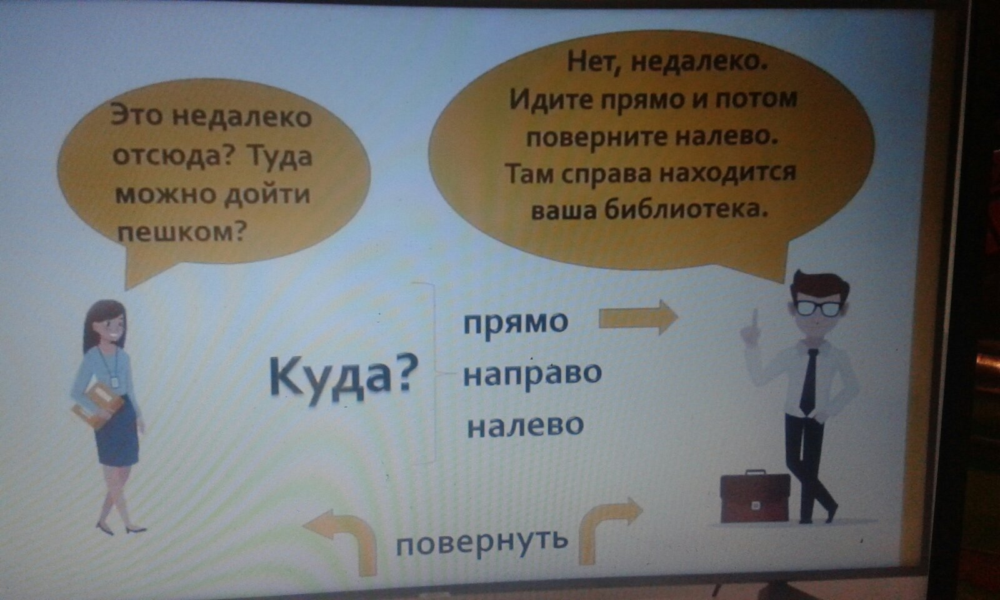 Это недалеко
отсюда? Туда
можно дойти
пешком?
Нет, недалеко.
Идите прямо и потом
поверните налево.
Там справа находится
ваша библиотека.
Куда?
прямо
направо
налево
повернуть